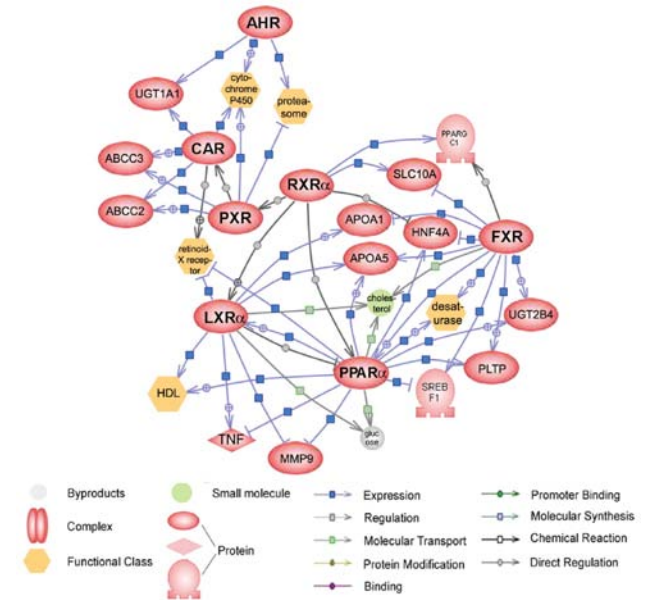 AHR
UGT1A1
cyto-
chrome
P450
protea-
some
PPARG
C1
CAR
ABCC3
RXRα
SLC10A
ABCC2
PXR
APOA1
HNF4A
FXR
retinoid-
X recep-
tor
APOA5
choles-
terol
desat-
urase
UGT2B4
LXRα
PPARα
PLTP
SREB
F1
HDL
TNF
gluc
ose
MMP9
Byproducts
Small molecule
Expression
Promoter Binding
Complex
Regulation
Molecular Synthesis
Protein
Molecular Transport
Chemical Reaction
Functional Class
Protein Modification
Direct Regulation
Binding